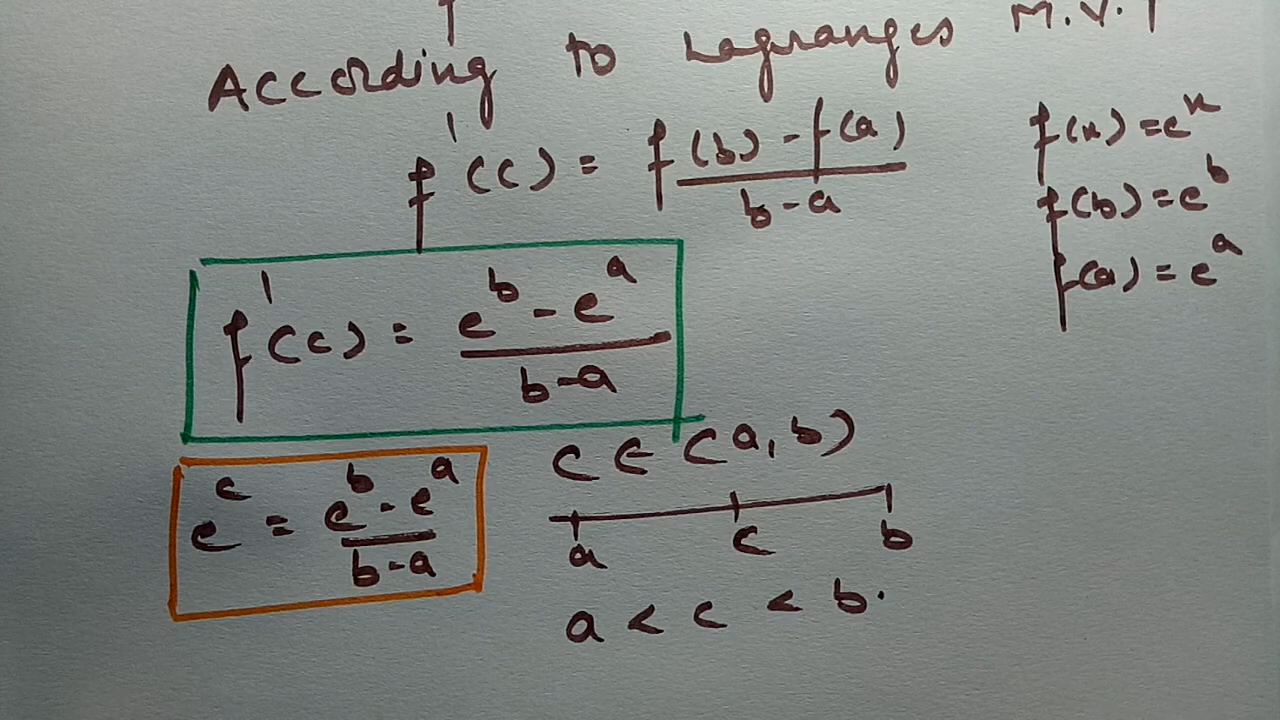 According to Lagranges M.V.T
f'(c) = f(b) - f(a) / b - a
f(x) = e^x
f(b) = e^b
f(a) = e^a
f'(c) = e^b - e^a / b - a
e^c = e^b - e^a / b - a
c ∈ (a, b)
a c b
a < c < b.